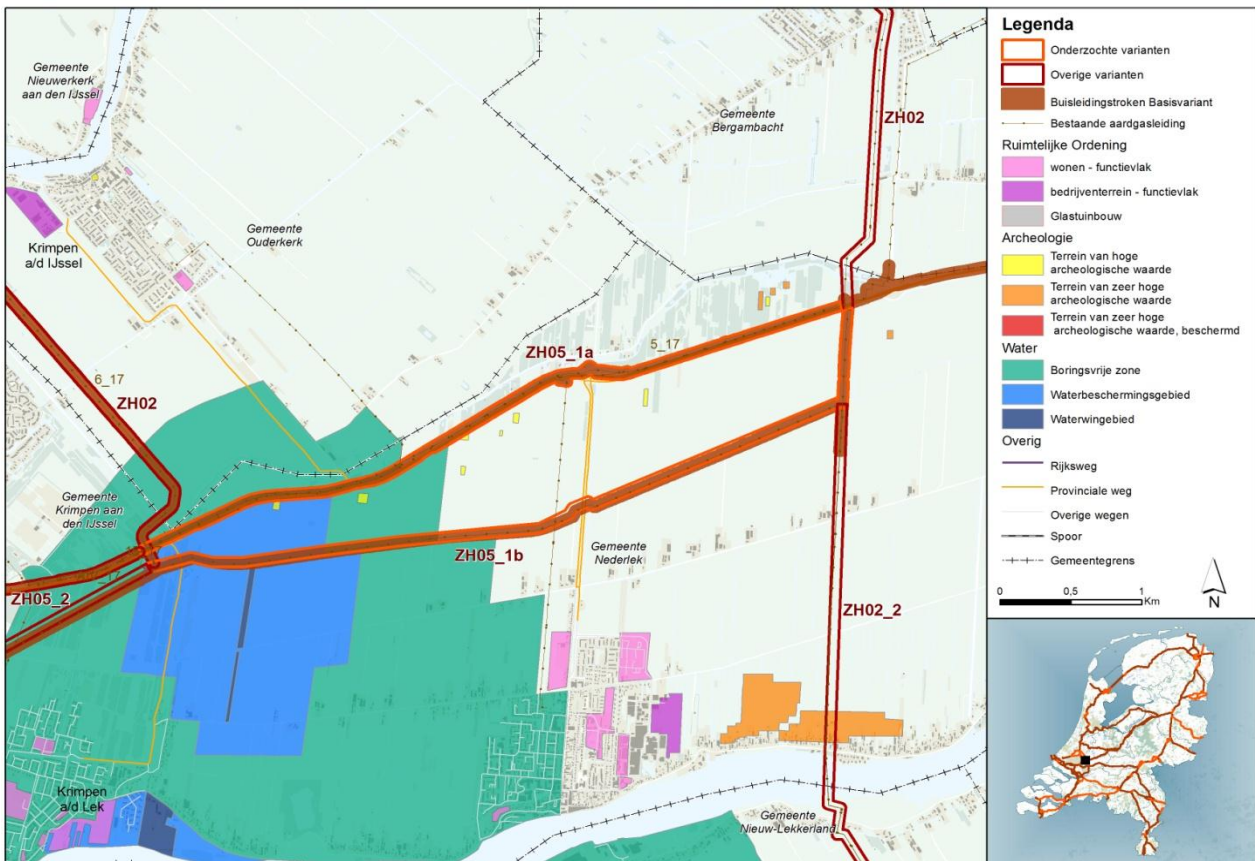 Gemeente
Nieuwerkerk
aan den IJssel
Gemeente
Bergambacht
ZH02
Gemeente
Ouderkerk
Krimpen
a/d IJssel
6_17
ZH02
ZH05_1a
5_17
Gemeente
Krimpen aan
den IJssel
ZH05_1b
Gemeente
Nederlek
ZH05_2
ZH02_2
Krimpen
a/d Lek
Gemeente
Nieuw-Lekkerland
Legenda
Onderzochte varianten
Overige varianten
Buisleidingstroken Basisvariant
Bestaande aardgasleiding
Ruimtelijke Ordening
wonen - functievlak
bedrijventerrein - functievlak
Glastuinbouw
Archeologie
Terrein van hoge
archeologische waarde
Terrein van zeer hoge
archeologische waarde
Terrein van zeer hoge
archeologische waarde, beschermd
Water
Boringsvrije zone
Waterbeschermingsgebied
Waterwingebied
Overig
Rijksweg
Provinciale weg
Overige wegen
Spoor
Gemeentegrens
0 0,5 1
Km
N